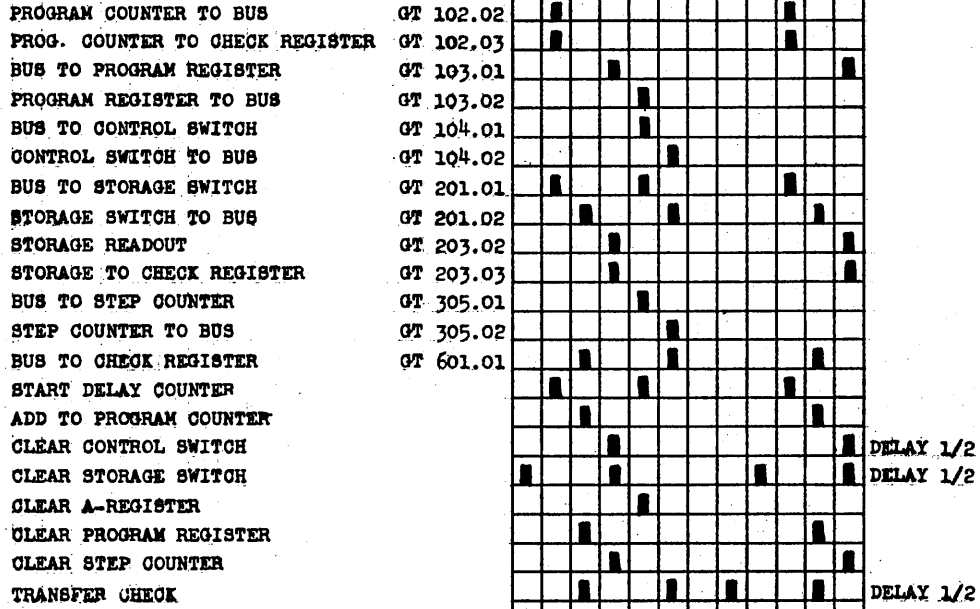 PROGRAM COUNTER TO BUS GT 102.02
PROG. COUNTER TO CHECK REGISTER GT 102.03
BUS TO PROGRAM REGISTER GT 103.01
PROGRAM REGISTER TO BUS GT 103.02
BUS TO CONTROL SWITCH GT 104.01
CONTROL SWITCH TO BUS GT 104.02
BUS TO STORAGE SWITCH GT 201.01
STORAGE SWITCH TO BUS GT 201.02
STORAGE READOUT GT 203.02
STORAGE TO CHECK REGISTER GT 203.03
BUS TO STEP COUNTER GT 305.01
STEP COUNTER TO BUS GT 305.02
BUS TO CHECK REGISTER GT 601.01
START DELAY COUNTER
ADD TO PROGRAM COUNTER
CLEAR CONTROL SWITCH DELAY 1/2
CLEAR STORAGE SWITCH DELAY 1/2
CLEAR A-REGISTER
CLEAR PROGRAM REGISTER
CLEAR STEP COUNTER
TRANSFER CHECK DELAY 1/2